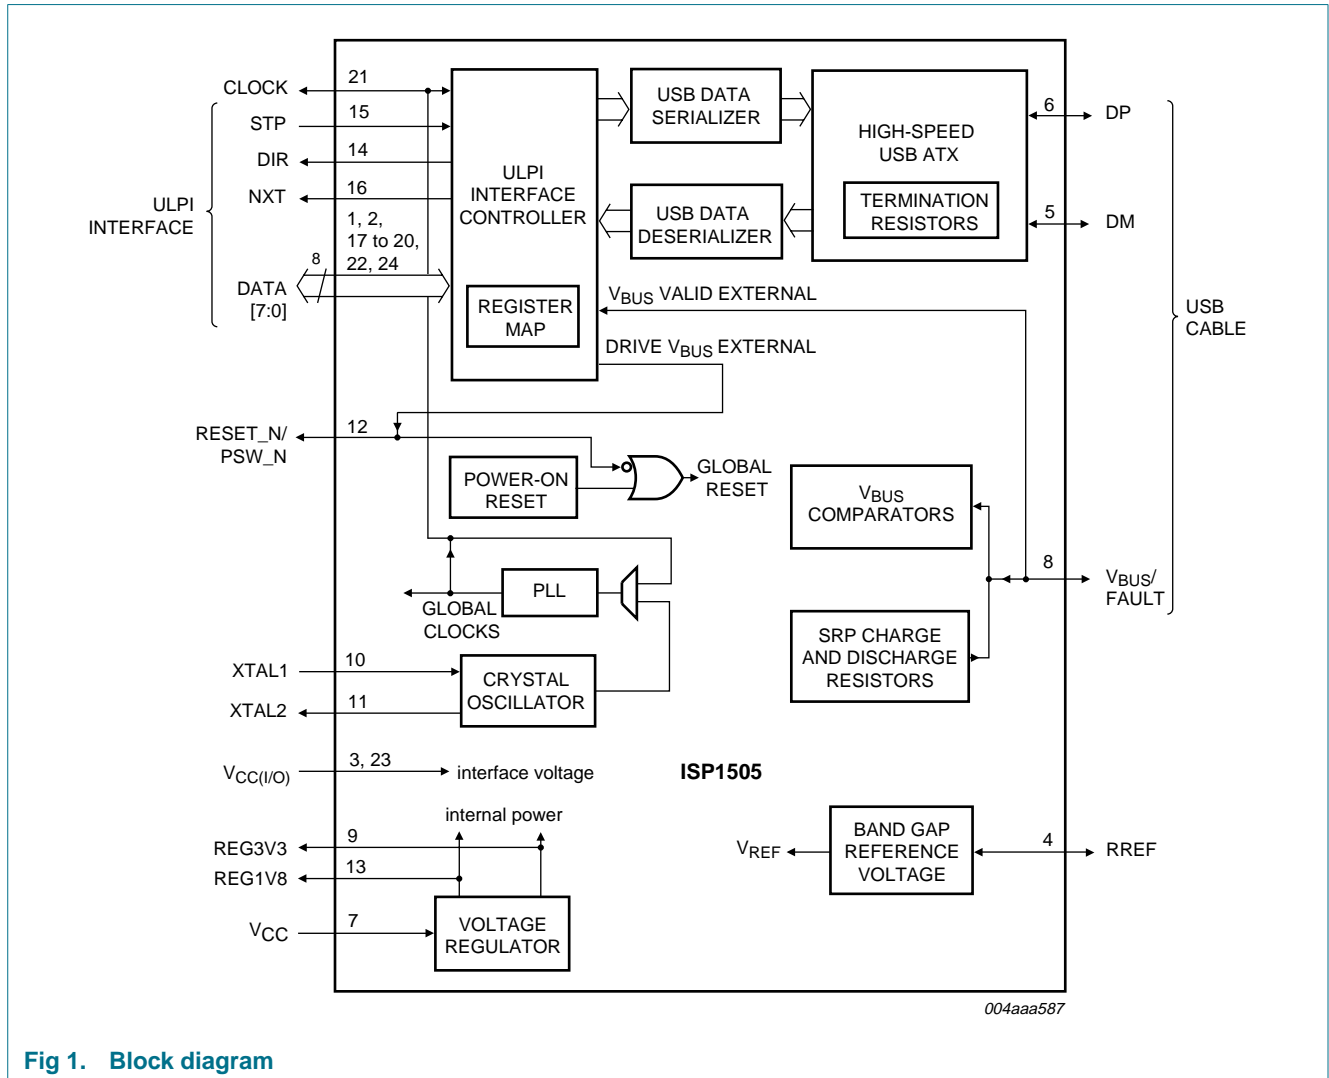 CLOCK
21
STP
15
DIR
14
NXT
16
ULPI
INTERFACE
1, 2,
17 to 20,
22, 24
8
DATA
[7:0]
ULPI
INTERFACE
CONTROLLER
REGISTER
MAP
USB DATA
SERIALIZER
USB DATA
DESERIALIZER
HIGH-SPEED
USB ATX
TERMINATION
RESISTORS
6
DP
5
DM
USB
CABLE
VBUS VALID EXTERNAL
DRIVE VBUS EXTERNAL
RESET_N/
PSW_N
12
POWER-ON
RESET
GLOBAL
RESET
VBUS
COMPARATORS
8
VBUS/
FAULT
PLL
GLOBAL
CLOCKS
SRP CHARGE
AND DISCHARGE
RESISTORS
XTAL1
10
XTAL2
11
CRYSTAL
OSCILLATOR
VCC(I/O)
3, 23
interface voltage
ISP1505
internal power
REG3V3
9
REG1V8
13
VCC
7
VOLTAGE
REGULATOR
VREF
BAND GAP
REFERENCE
VOLTAGE
4
RREF
004aaa587
Fig 1. Block diagram